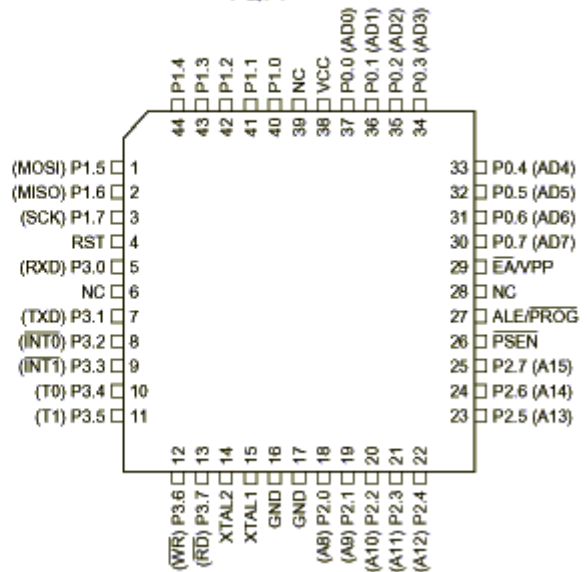 P1.4
P1.3
P1.2
P1.1
P1.0
NC
VCC
P0.0 (AD0)
P0.1 (AD1)
P0.2 (AD2)
P0.3 (AD3)
44
43
42
41
40
39
38
37
36
35
34
(MOSI) P1.5 1
(MISO) P1.6 2
(SCK) P1.7 3
RST 4
(RXD) P3.0 5
NC 6
(TXD) P3.1 7
(INT0) P3.2 8
(INT1) P3.3 9
(T0) P3.4 10
(T1) P3.5 11
33 P0.4 (AD4)
32 P0.5 (AD5)
31 P0.6 (AD6)
30 P0.7 (AD7)
29 EA/VPP
28 NC
27 ALE/PROG
26 PSEN
25 P2.7 (A15)
24 P2.6 (A14)
23 P2.5 (A13)
12
13
14
15
16
17
18
19
20
21
22
(WR) P3.6
(RD) P3.7
XTAL2
XTAL1
GND
GND
(A8) P2.0
(A9) P2.1
(A10) P2.2
(A11) P2.3
(A12) P2.4